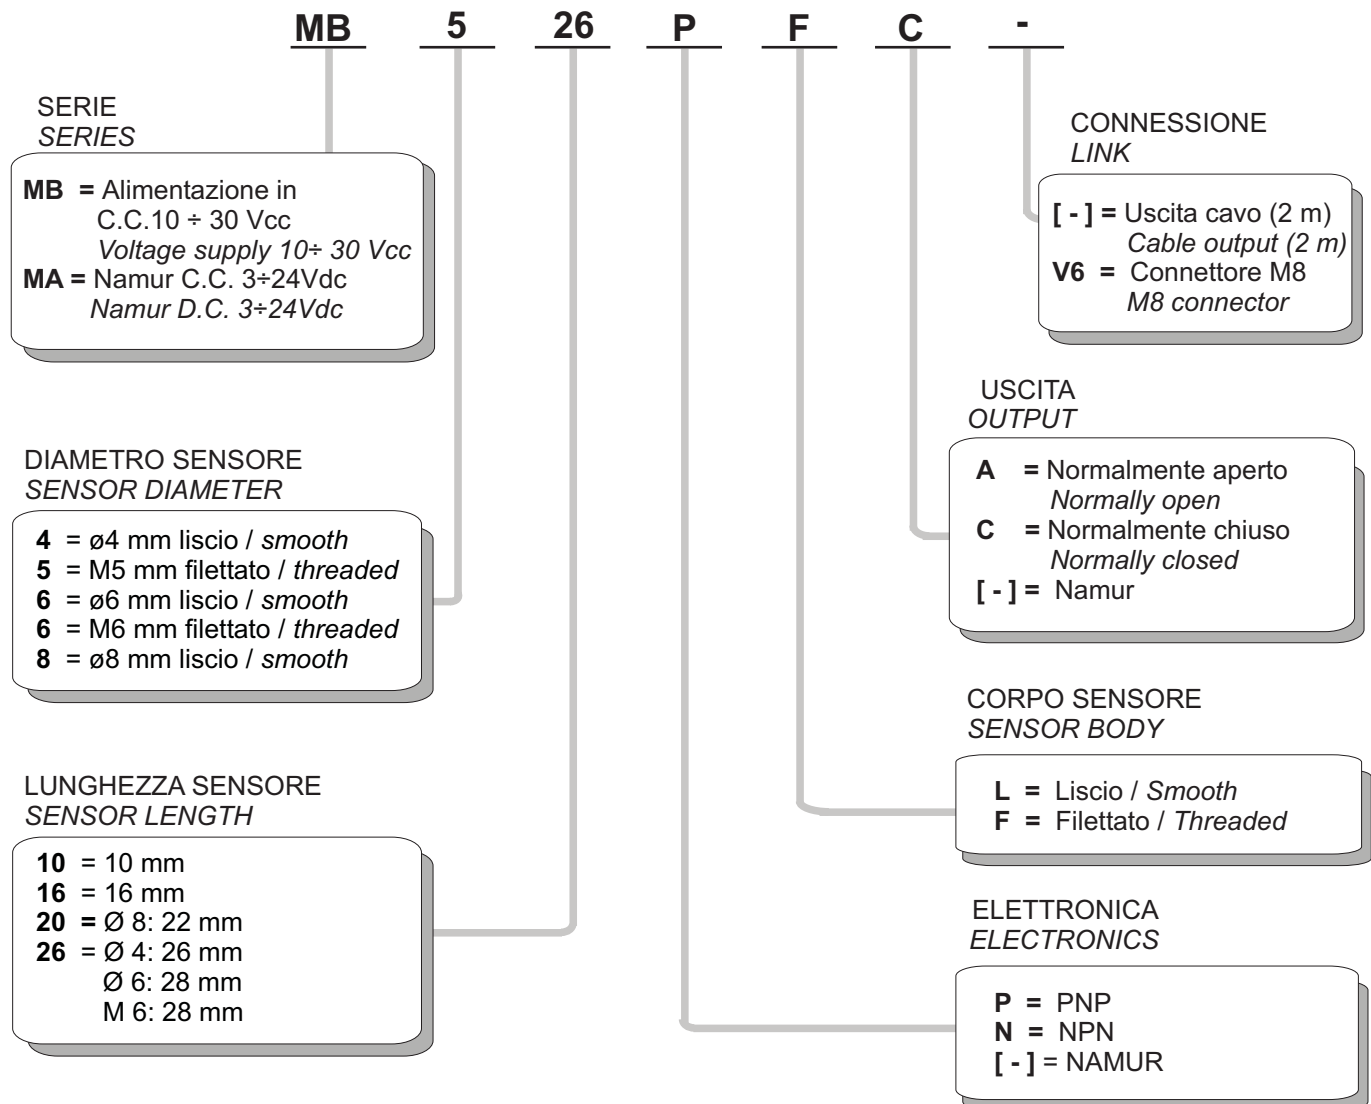 MB 5 26 P F C -
SERIE
SERIES
MB = Alimentazione in
C.C.10 ÷ 30 Vcc
Voltage supply 10÷ 30 Vcc
MA = Namur C.C. 3÷24Vdc
Namur D.C. 3÷24Vdc
CONNESSIONE
LINK
[ - ] = Uscita cavo (2 m)
Cable output (2 m)
V6 = Connettore M8
M8 connector
USCITA
OUTPUT
A = Normalmente aperto
Normally open
C = Normalmente chiuso
Normally closed
[ - ] = Namur
DIAMETRO SENSORE
SENSOR DIAMETER
4 = ø4 mm liscio / smooth
5 = M5 mm filettato / threaded
6 = ø6 mm liscio / smooth
6 = M6 mm filettato / threaded
8 = ø8 mm liscio / smooth
CORPO SENSORE
SENSOR BODY
L = Liscio / Smooth
F = Filettato / Threaded
LUNGHEZZA SENSORE
SENSOR LENGTH
10 = 10 mm
16 = 16 mm
20 = Ø 8: 22 mm
26 = Ø 4: 26 mm
Ø 6: 28 mm
M 6: 28 mm
ELETTRONICA
ELECTRONICS
P = PNP
N = NPN
[ - ] = NAMUR